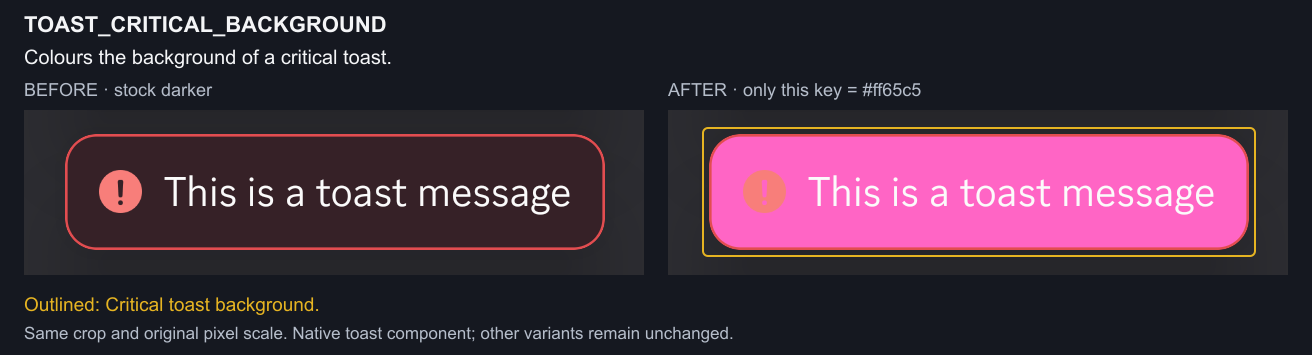 TOAST_CRITICAL_BACKGROUND
Colours the background of a critical toast.
BEFORE · stock darker
AFTER · only this key = #ff65c5
This is a toast message
This is a toast message
Outlined: Critical toast background.
Same crop and original pixel scale. Native toast component; other variants remain unchanged.